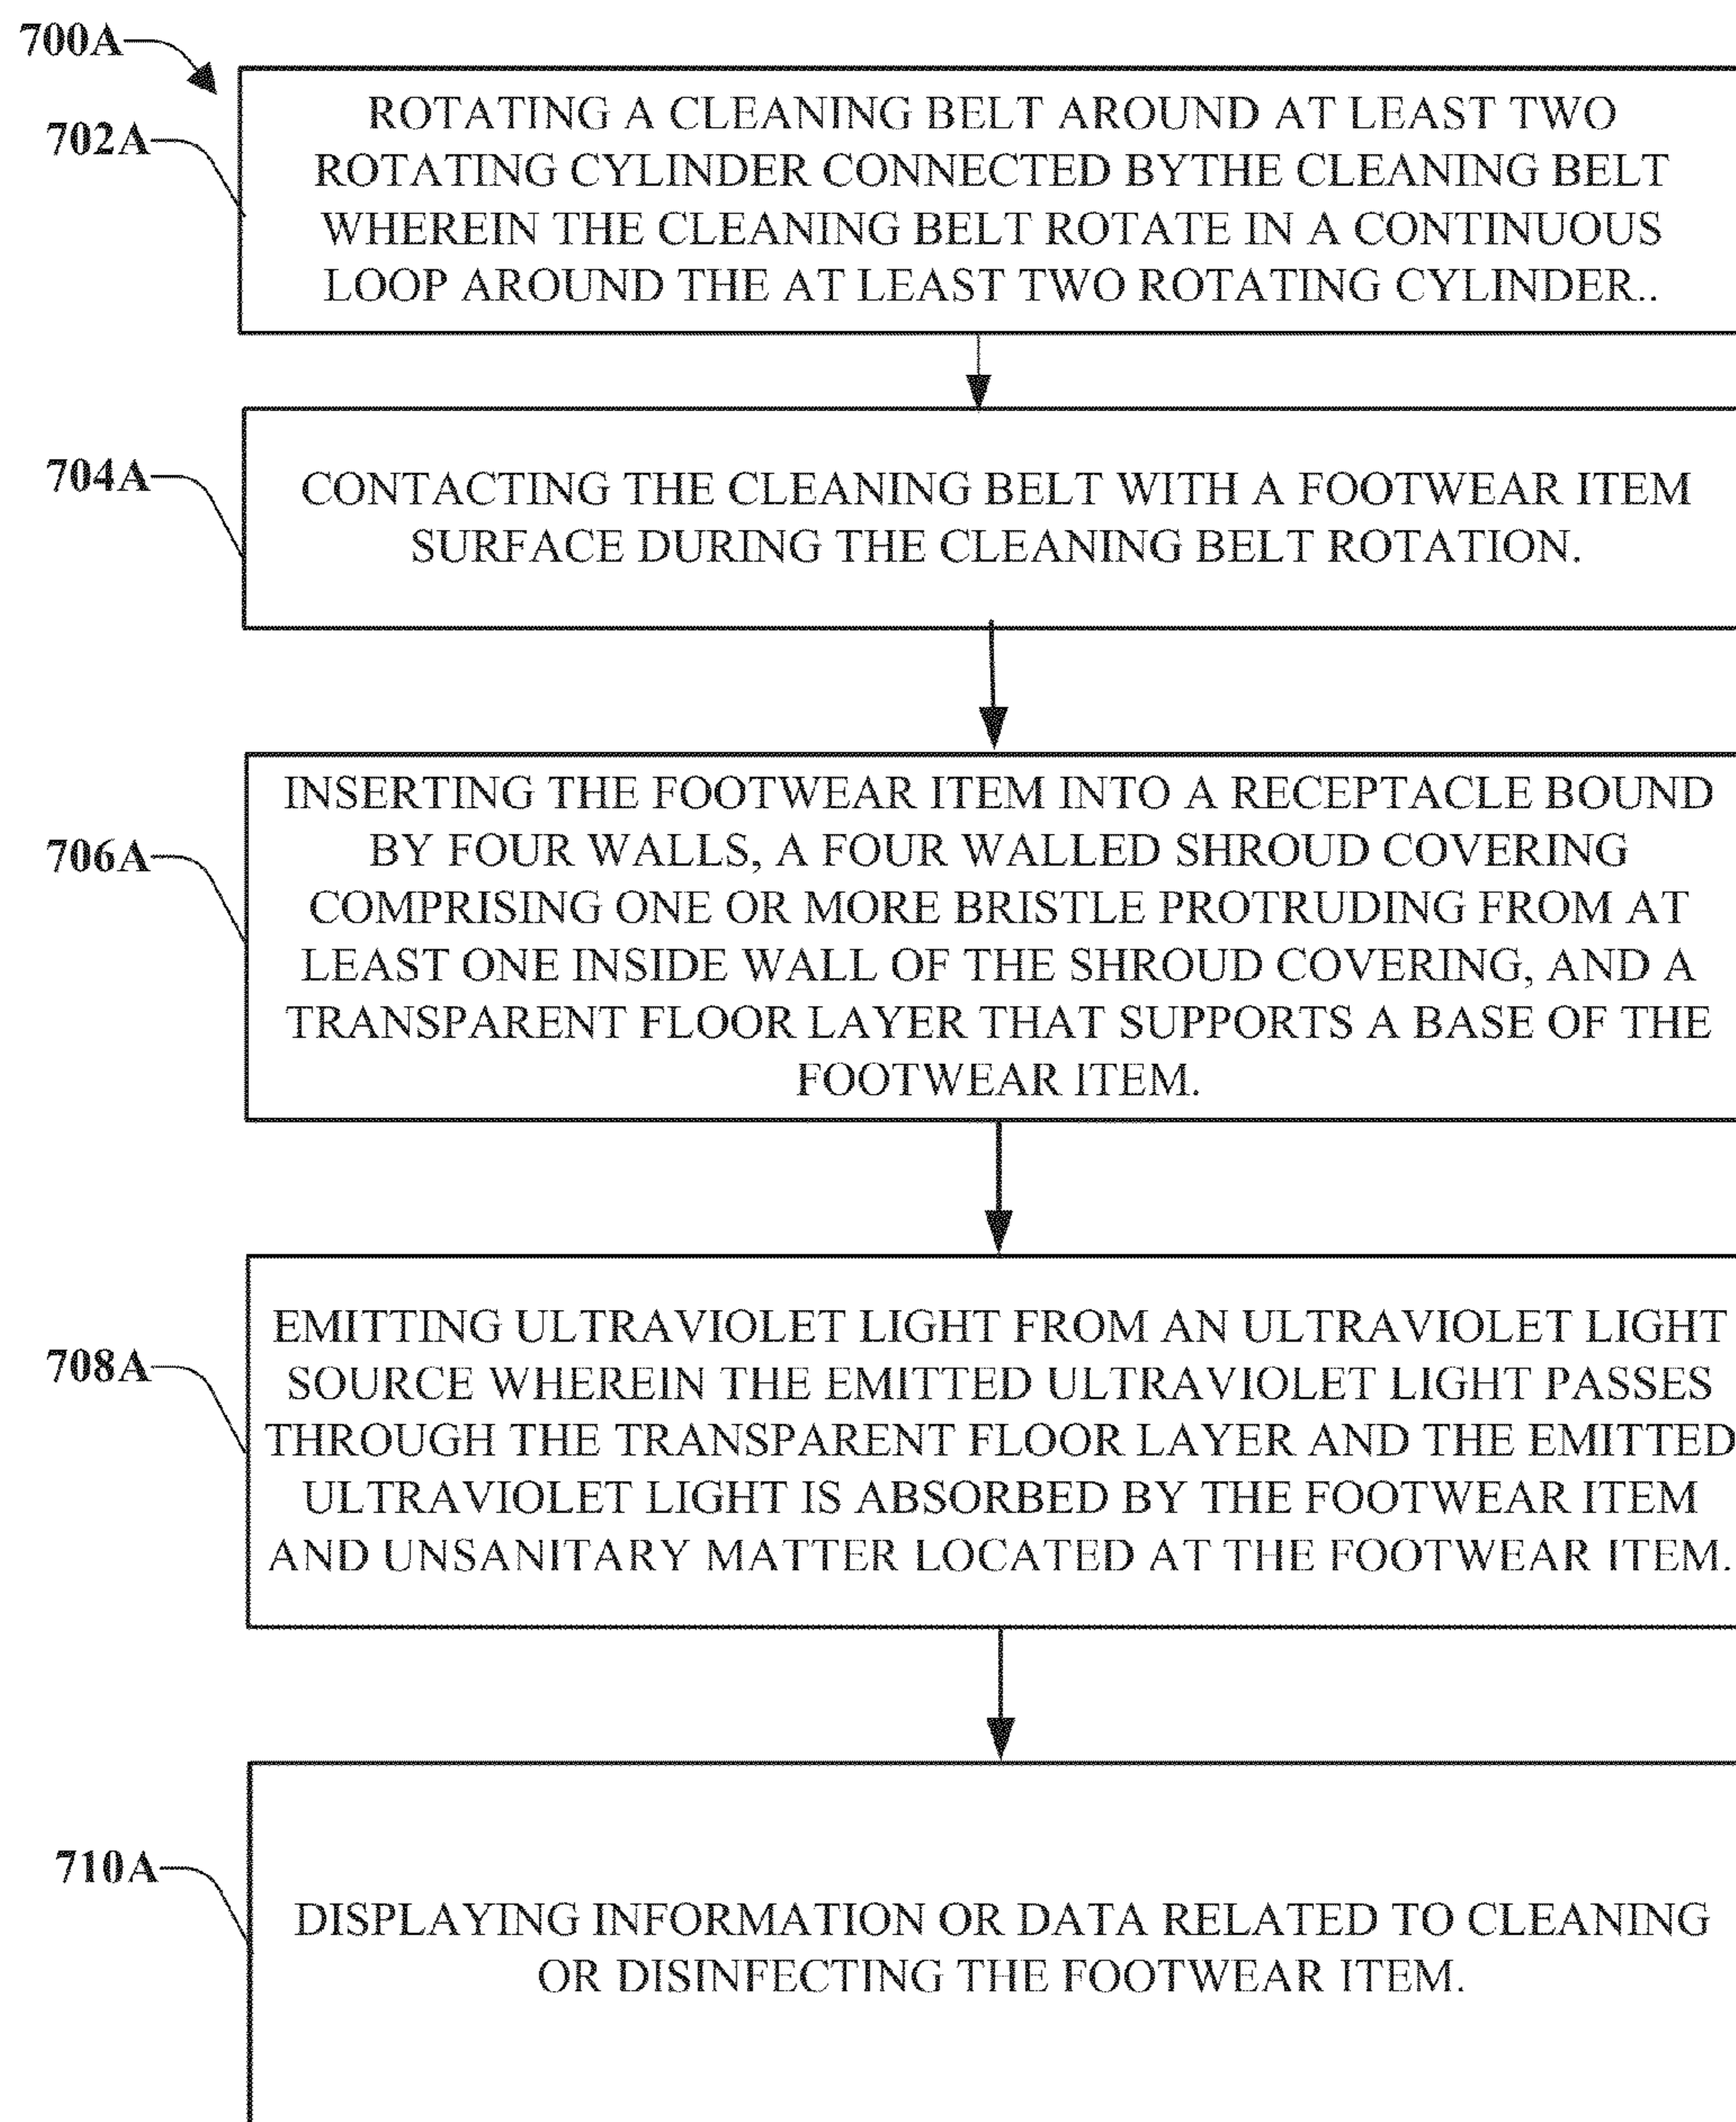 700A
702A
ROTATING A CLEANING BELT AROUND AT LEAST TWO
ROTATING CYLINDER CONNECTED BYTHE CLEANING BELT
WHEREIN THE CLEANING BELT ROTATE IN A CONTINUOUS
LOOP AROUND THE AT LEAST TWO ROTATING CYLINDER..
704A
CONTACTING THE CLEANING BELT WITH A FOOTWEAR ITEM
SURFACE DURING THE CLEANING BELT ROTATION.
706A
INSERTING THE FOOTWEAR ITEM INTO A RECEPTACLE BOUND
BY FOUR WALLS, A FOUR WALLED SHROUD COVERING
COMPRISING ONE OR MORE BRISTLE PROTRUDING FROM AT
LEAST ONE INSIDE WALL OF THE SHROUD COVERING, AND A
TRANSPARENT FLOOR LAYER THAT SUPPORTS A BASE OF THE
FOOTWEAR ITEM.
708A
EMITTING ULTRAVIOLET LIGHT FROM AN ULTRAVIOLET LIGHT
SOURCE WHEREIN THE EMITTED ULTRAVIOLET LIGHT PASSES
THROUGH THE TRANSPARENT FLOOR LAYER AND THE EMITTED
ULTRAVIOLET LIGHT IS ABSORBED BY THE FOOTWEAR ITEM
AND UNSANITARY MATTER LOCATED AT THE FOOTWEAR ITEM.
710A
DISPLAYING INFORMATION OR DATA RELATED TO CLEANING
OR DISINFECTING THE FOOTWEAR ITEM.